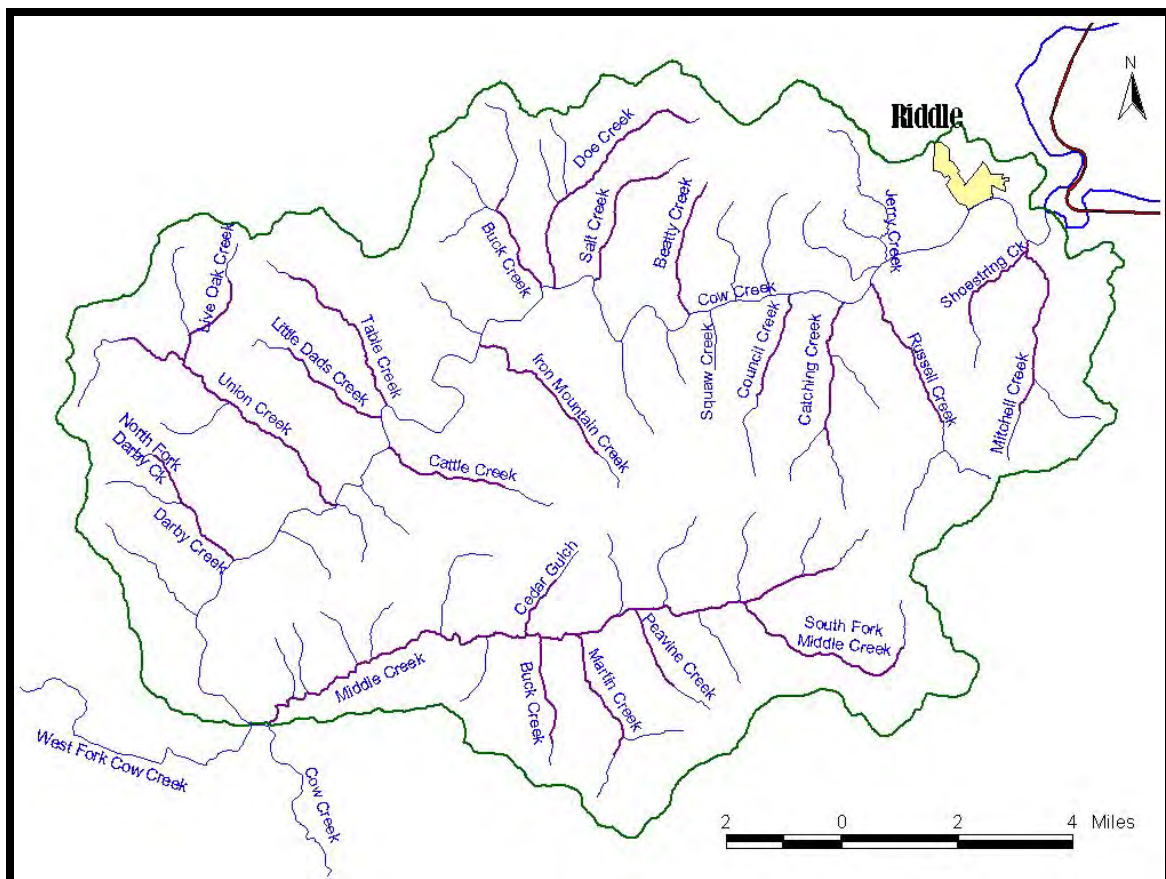 N
Riddle
Doe Creek
Salt Creek
Beatty Creek
Buck Creek
Jerry Creek
Live Oak Creek
Shoestring Ck
Cow Creek
Table Creek
Little Dads Creek
Union Creek
Iron Mountain Creek
Squaw Creek
Council Creek
Catching Creek
Russell Creek
Mitchell Creek
North Fork
Darby Ck
Darby Creek
Cattle Creek
Cedar Gulch
South Fork
Middle Creek
Peavine Creek
Martin Creek
Buck Creek
Middle Creek
West Fork Cow Creek
Cow Creek
2 0 2 4 Miles